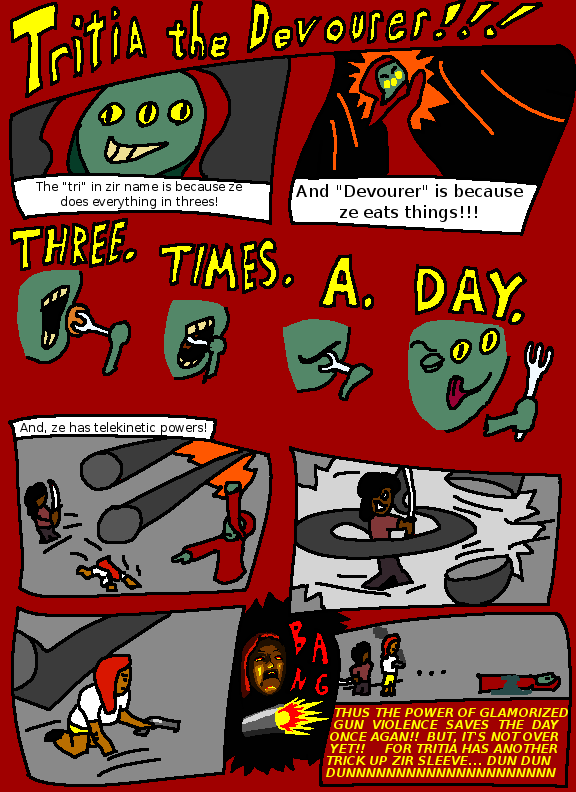 Tritia the Devourer!!!
The "tri" in zir name is because ze
does everything in threes!
And "Devourer" is because
ze eats things!!!
THREE. TIMES. A. DAY.
And, ze has telekinetic powers!
BANG
...
THUS THE POWER OF GLAMORIZED
GUN VIOLENCE SAVES THE DAY
ONCE AGAN!! BUT, IT'S NOT OVER
YET!! FOR TRITIA HAS ANOTHER
TRICK UP ZIR SLEEVE... DUN DUN
DUNNNNNNNNNNNNNNNNNNNNN